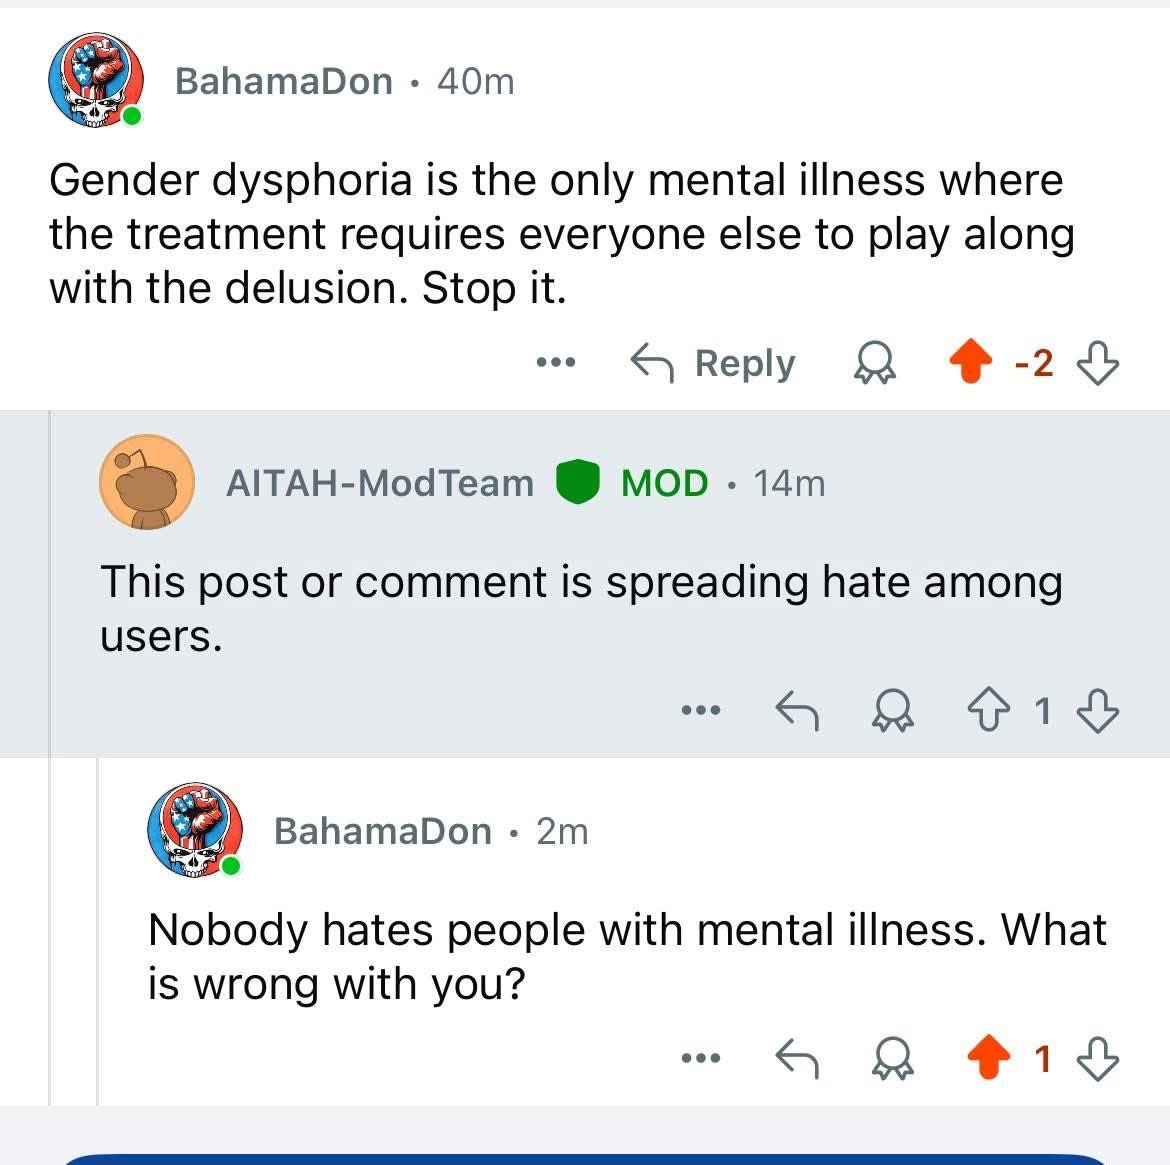 BahamaDon · 40m
Gender dysphoria is the only mental illness where
the treatment requires everyone else to play along
with the delusion. Stop it.
Reply -2
AITAH-ModTeam MOD · 14m
This post or comment is spreading hate among
users.
1
BahamaDon · 2m
Nobody hates people with mental illness. What
is wrong with you?
1